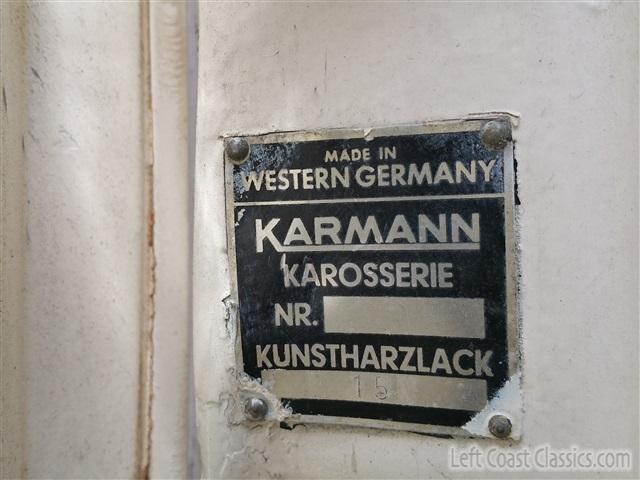 MADE IN
WESTERN GERMANY
KARMANN
KAROSSERIE
NR.
KUNSTHARZLACK
15
Left Coast Classics.com